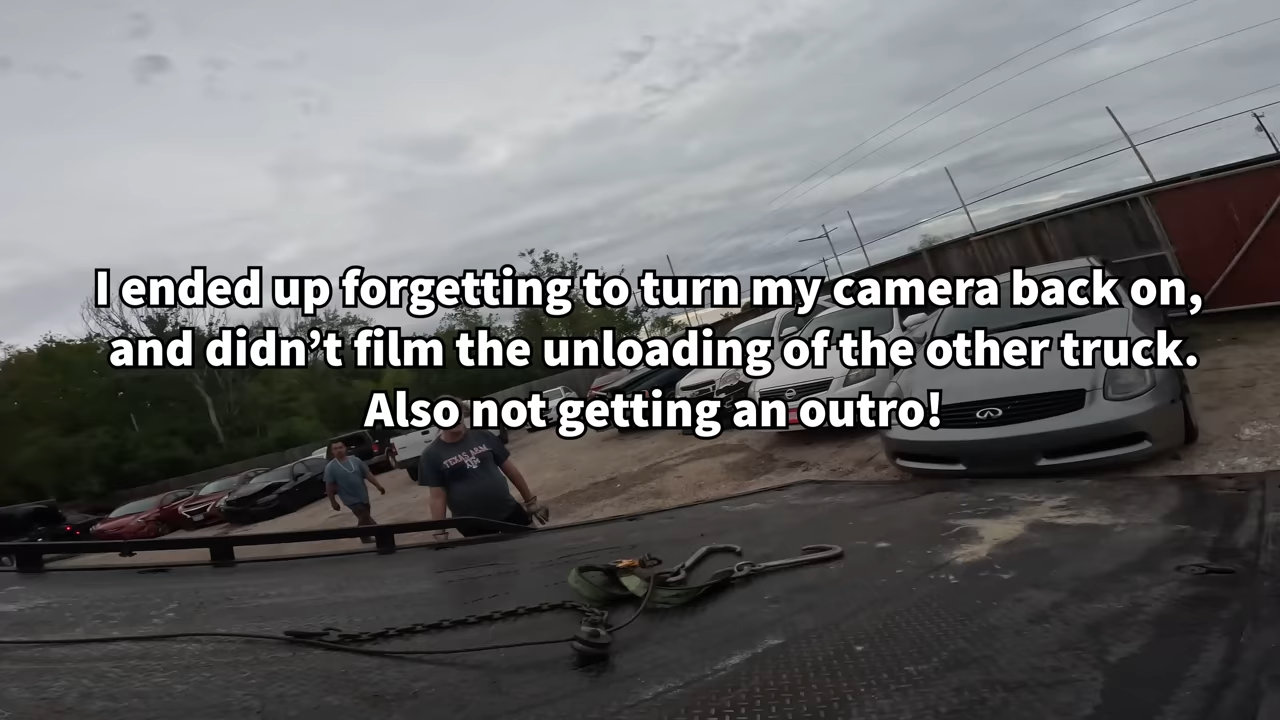 I ended up forgetting to turn my camera back on,
and didn’t film the unloading of the other truck.
Also not getting an outro!
TEXAS A&M